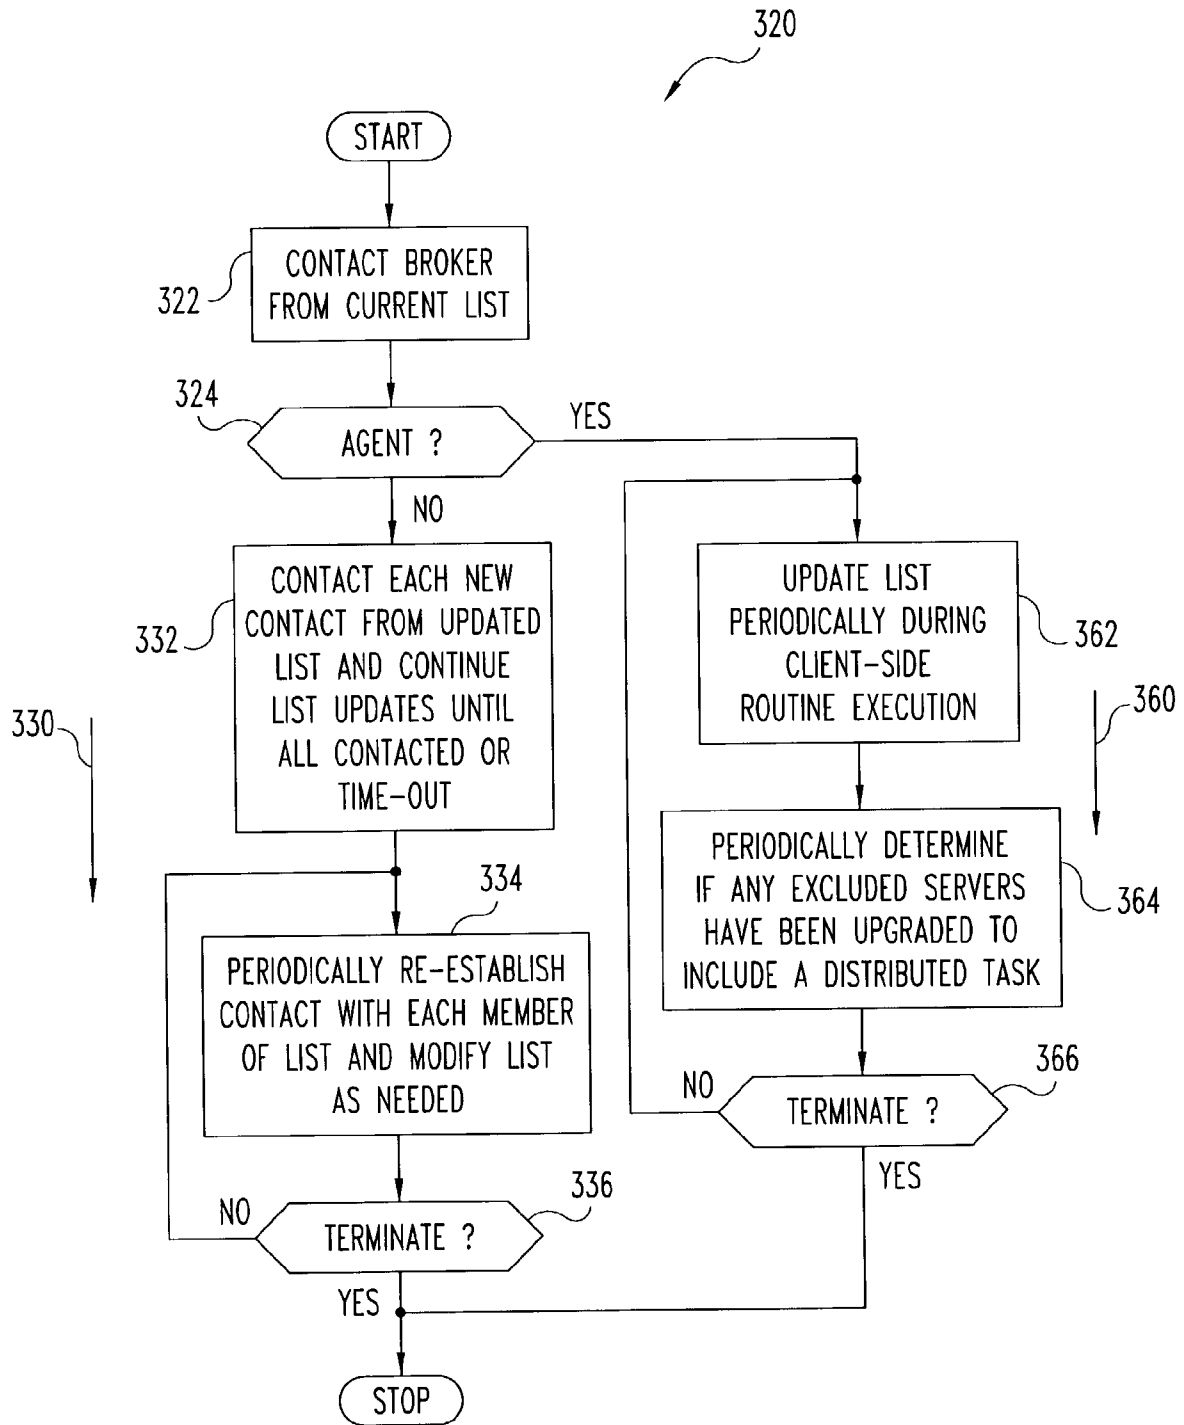 320
START
CONTACT BROKER
FROM CURRENT LIST
322
324
AGENT ?
YES
NO
CONTACT EACH NEW
CONTACT FROM UPDATED
LIST AND CONTINUE
LIST UPDATES UNTIL
ALL CONTACTED OR
TIME-OUT
332
330
UPDATE LIST
PERIODICALLY DURING
CLIENT-SIDE
ROUTINE EXECUTION
362
360
PERIODICALLY DETERMINE
IF ANY EXCLUDED SERVERS
HAVE BEEN UPGRADED TO
INCLUDE A DISTRIBUTED TASK
364
334
PERIODICALLY RE-ESTABLISH
CONTACT WITH EACH MEMBER
OF LIST AND MODIFY LIST
AS NEEDED
366
NO
TERMINATE ?
YES
336
NO
TERMINATE ?
YES
STOP